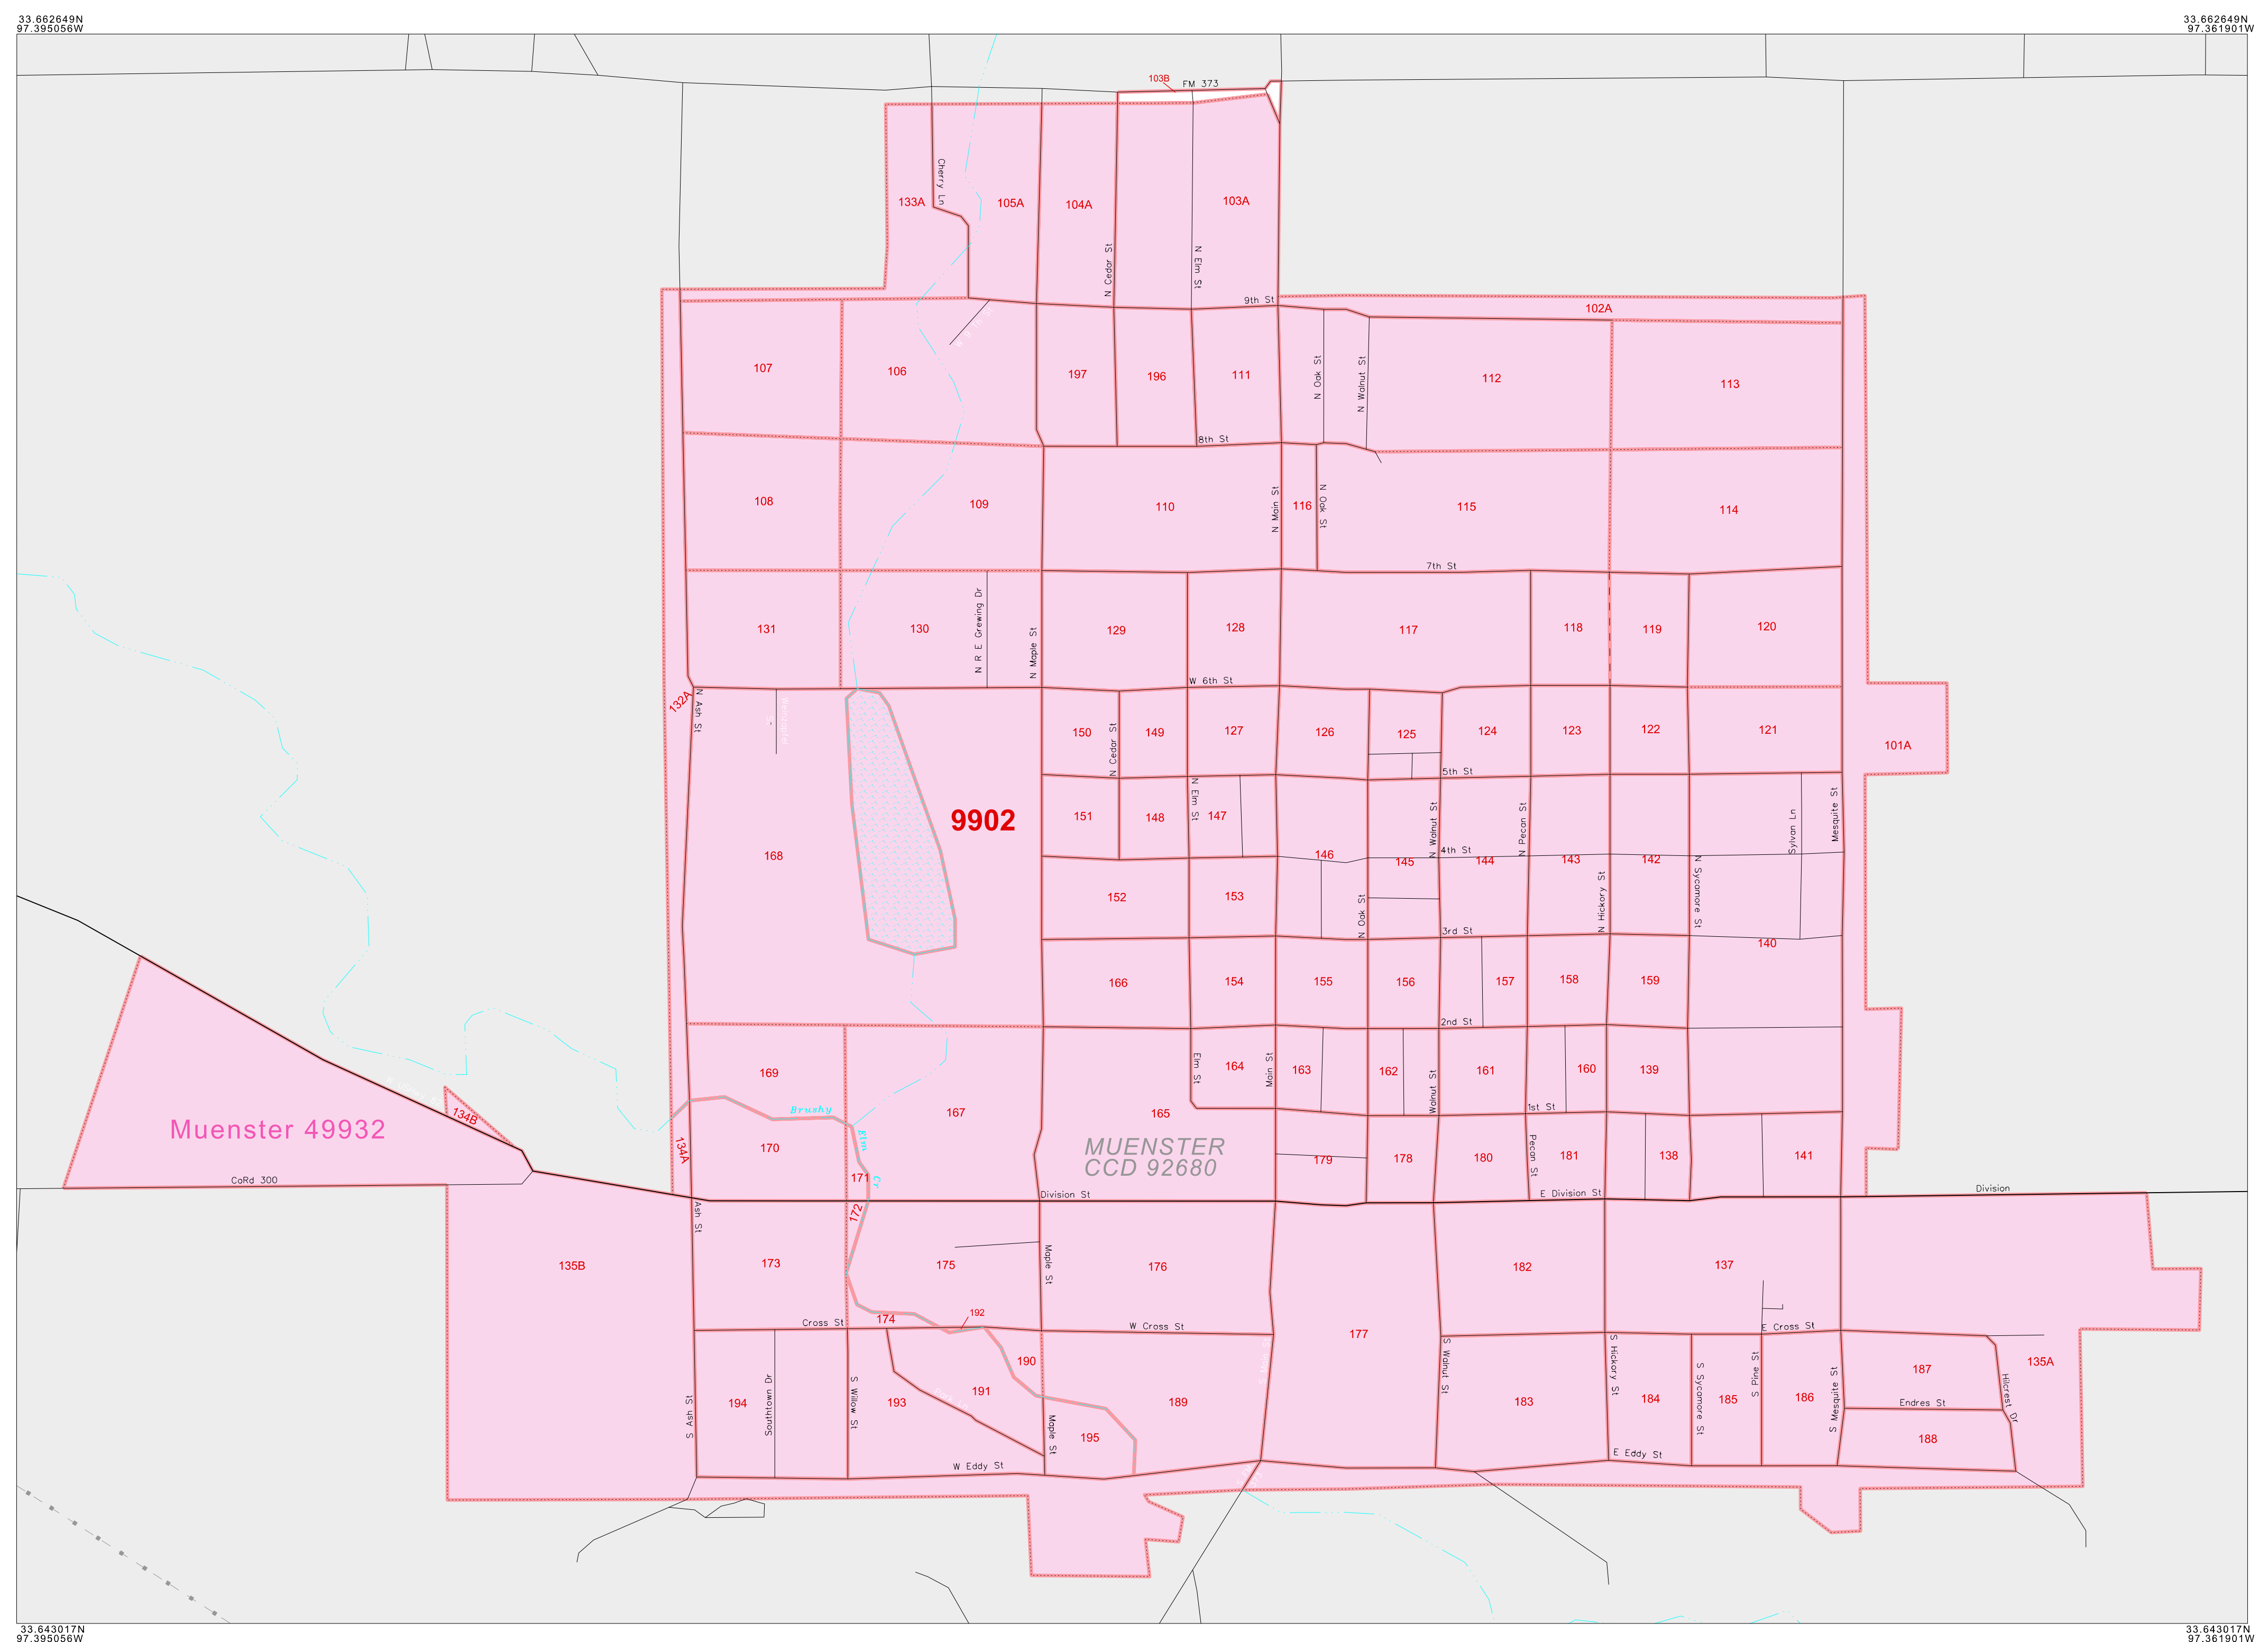 33.662649N
97.395056W
33.662649N
97.361901W
103B
FM 373
Cherry Ln
133A
105A
104A
103A
N Cedar St
N Elm St
9th St
102A
107
106
197
196
111
N Oak St
N Walnut St
112
113
8th St
108
109
110
N Main St
116
N Oak St
115
114
7th St
131
130
N R E Grewing Dr
N Maple St
129
128
117
118
119
120
W 6th St
132A
N Ash St
150
N Cedar St
149
127
126
125
124
123
122
121
101A
5th St
9902
168
151
148
N Elm St
147
146
N Walnut St
145
4th St
144
N Pecan St
143
142
Sylvan Ln
Mesquite St
152
153
N Oak St
N Hickory St
N Sycamore St
3rd St
140
166
154
155
156
157
158
159
2nd St
169
167
Elm St
164
Main St
163
162
Walnut St
161
160
139
1st St
Brushy
Elm
Cr
134B
Muenster 49932
134A
170
171
165
MUENSTER
CCD 92680
179
178
180
Pecan St
181
138
141
CoRd 300
Division St
E Division St
Division
Ash St
172
135B
173
175
Maple St
176
177
182
137
174
192
Cross St
W Cross St
E Cross St
194
Southtown Dr
S Ash St
S Willow St
193
191
190
189
195
Maple St
W Eddy St
S Walnut St
183
S Hickory St
184
S Sycamore St
185
S Pine St
186
S Mesquite St
187
Endres St
188
Hilcrest Dr
135A
E Eddy St
33.643017N
97.395056W
33.643017N
97.361901W